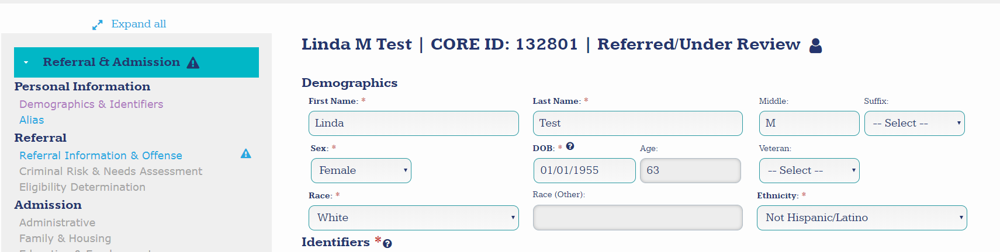 Expand all
Referral & Admission
Personal Information
Demographics & Identifiers
Alias
Referral
Referral Information & Offense
Criminal Risk & Needs Assessment
Eligibility Determination
Admission
Administrative
Family & Housing
Linda M Test | CORE ID: 132801 | Referred/Under Review
Demographics
First Name: * Last Name: * Middle: Suffix:
Linda Test M -- Select --
Sex: * DOB: * Age: Veteran:
Female 01/01/1955 63 -- Select --
Race: * Race (Other): Ethnicity: *
White Not Hispanic/Latino
Identifiers *